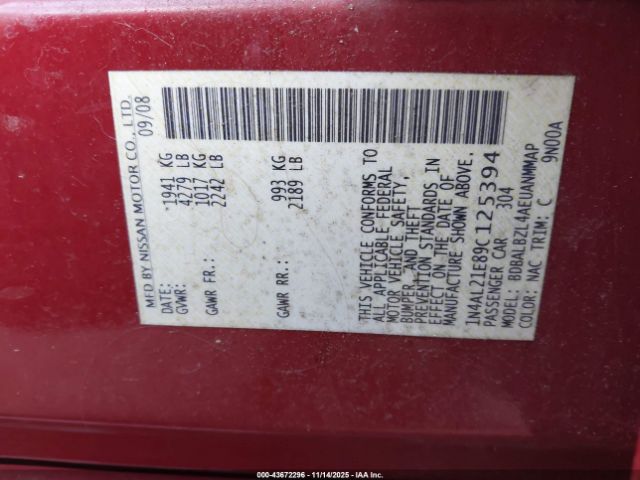 MFD BY NISSAN MOTOR CO., LTD.
DATE: 09/08
GVWR: 1941 KG
4279 LB
GAWR FR: 1017 KG
2242 LB
GAWR RR: 993 KG
2189 LB
THIS VEHICLE CONFORMS TO
ALL APPLICABLE FEDERAL
MOTOR VEHICLE SAFETY,
BUMPER, AND THEFT
PREVENTION STANDARDS IN
EFFECT ON THE DATE OF
MANUFACTURE SHOWN ABOVE.
1N4AL21E89C125394
PASSENGER CAR 304
MODEL: BDBALBZL4AEUANMMAP
COLOR: NAC TRIM: C 9N00A
000-43672296 - 11/14/2025 - IAA Inc.